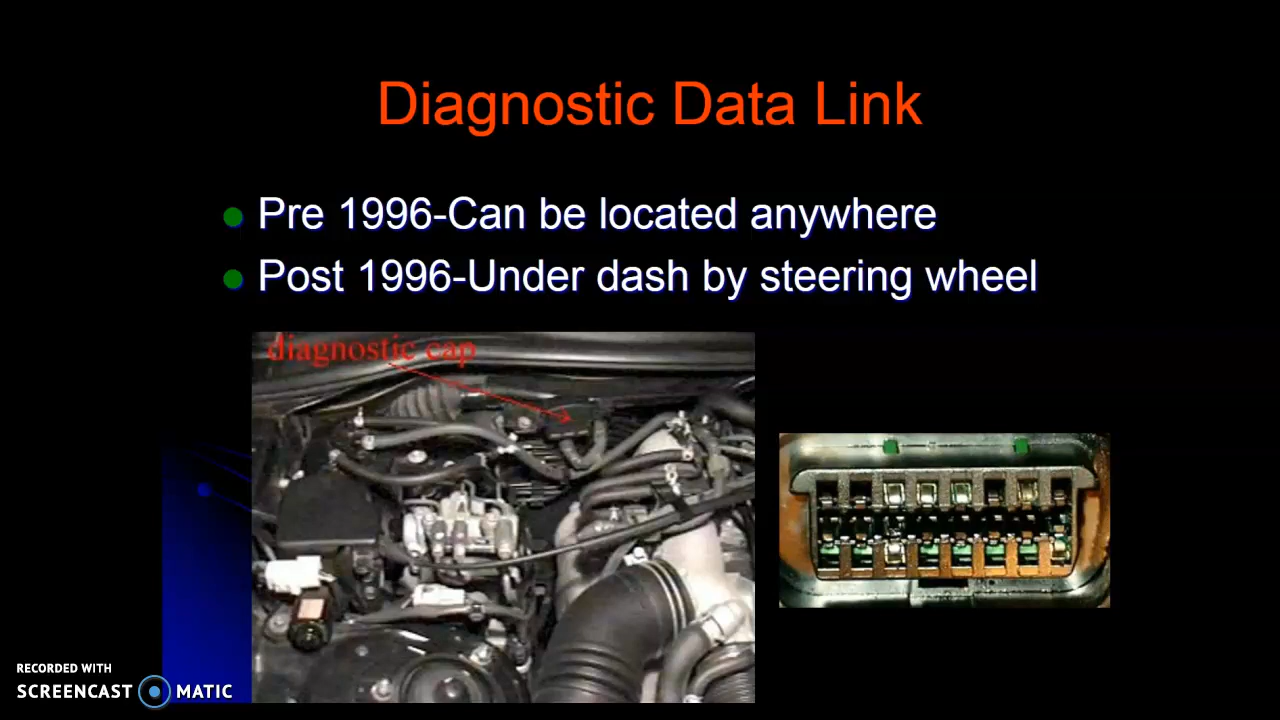 Diagnostic Data Link
Pre 1996-Can be located anywhere
Post 1996-Under dash by steering wheel
diagnostic cap
RECORDED WITH
SCREENCAST MATIC